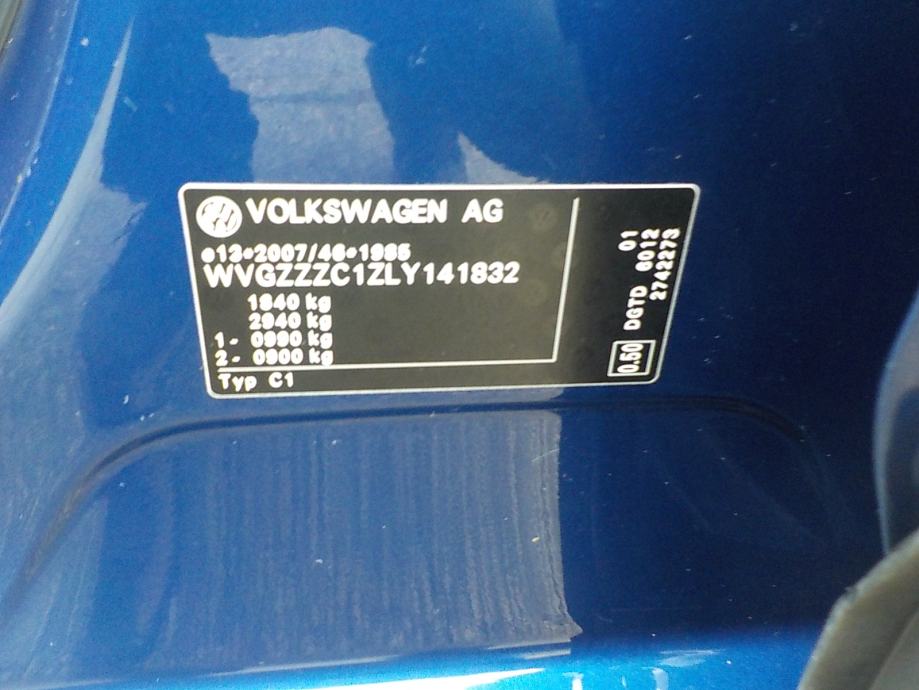 VOLKSWAGEN AG
e13*2007/46*1985
WVGZZZC1ZLY141832
1840 kg
2940 kg
1- 0990 kg
2- 0900 kg
Typ C1
01
DGTD 6012
2742273
0.50